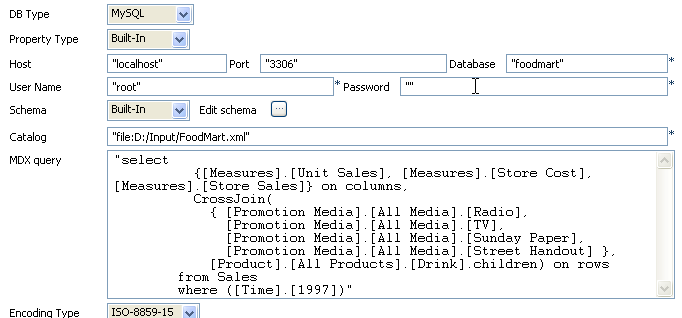 DB Type MySQL
Property Type Built-In
Host "localhost" Port "3306" Database "foodmart" *
User Name "root" * Password "" *
Schema Built-In Edit schema ...
Catalog "file:D:/Input/FoodMart.xml" *
MDX query "select
{[Measures].[Unit Sales], [Measures].[Store Cost],
[Measures].[Store Sales]} on columns,
CrossJoin(
{ [Promotion Media].[All Media].[Radio],
[Promotion Media].[All Media].[TV],
[Promotion Media].[All Media].[Sunday Paper],
[Promotion Media].[All Media].[Street Handout] },
[Product].[All Products].[Drink].children) on rows
from Sales
where ([Time].[1997])"
Encoding Type ISO-8859-15